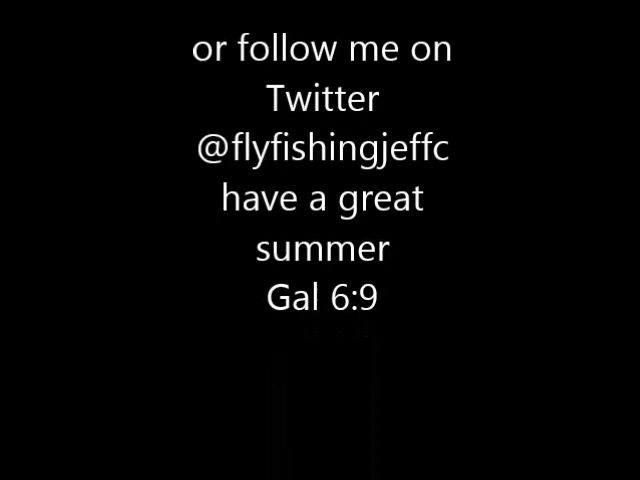 or follow me on
Twitter
@flyfishingjeffc
have a great
summer
Gal 6:9